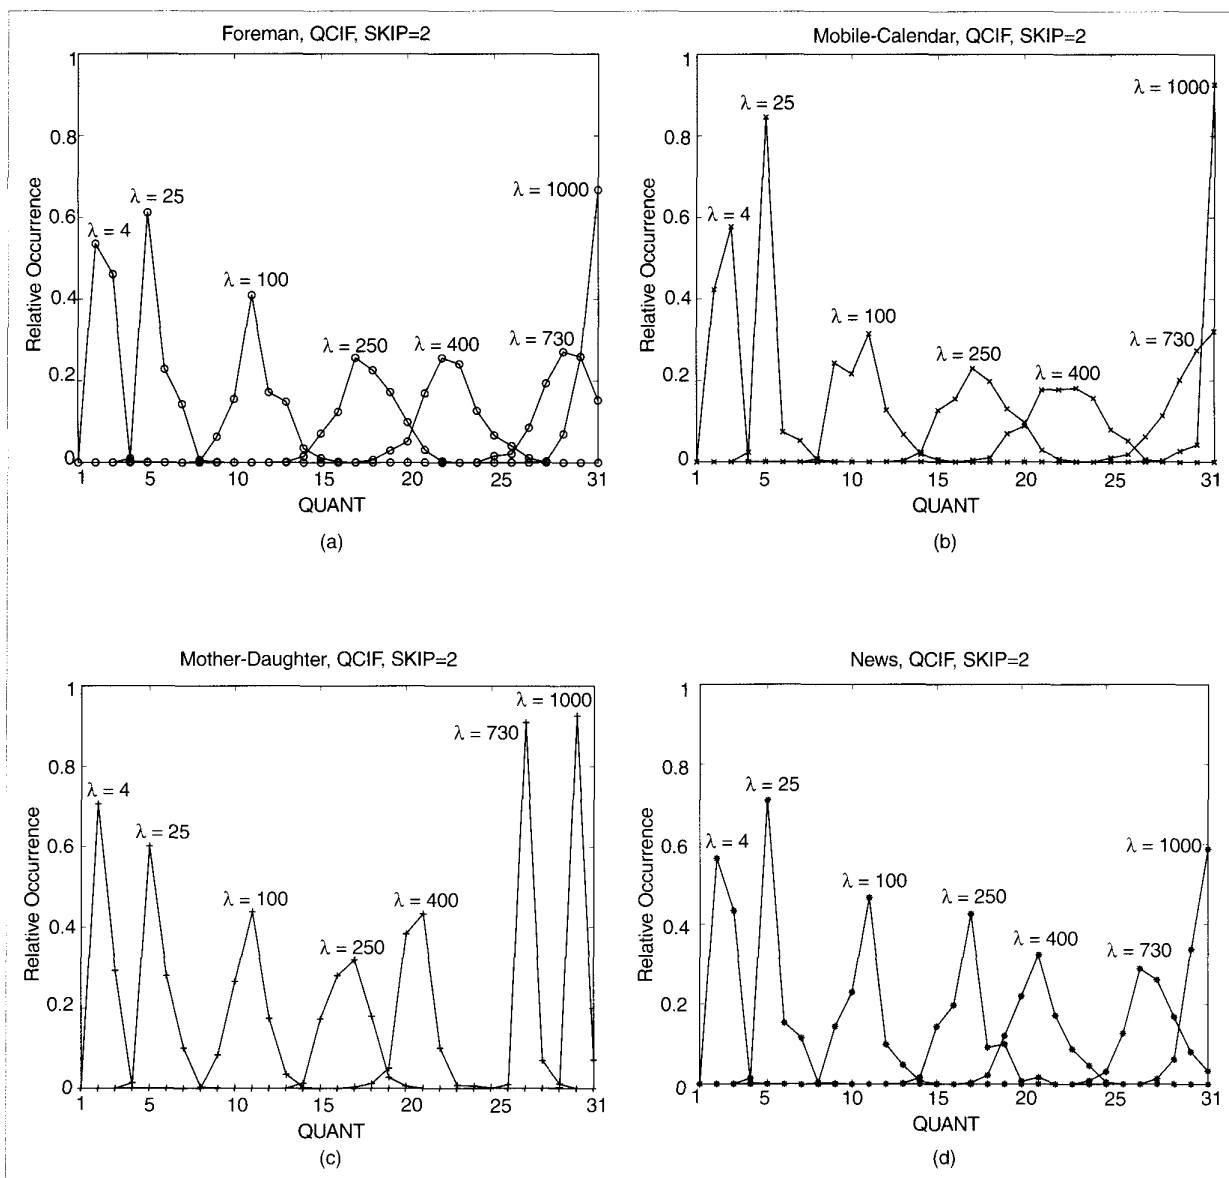 Foreman, QCIF, SKIP=2
1
0.8
0.6
0.4
0.2
0
Relative Occurrence
λ = 4
λ = 25
λ = 100
λ = 250
λ = 400
λ = 730
λ = 1000
1 5 10 15 20 25 31
QUANT
(a)
Mobile-Calendar, QCIF, SKIP=2
1
0.8
0.6
0.4
0.2
0
Relative Occurrence
λ = 4
λ = 25
λ = 100
λ = 250
λ = 400
λ = 730
λ = 1000
1 5 10 15 20 25 31
QUANT
(b)
Mother-Daughter, QCIF, SKIP=2
1
0.8
0.6
0.4
0.2
0
Relative Occurrence
λ = 4
λ = 25
λ = 100
λ = 250
λ = 400
λ = 730
λ = 1000
1 5 10 15 20 25 31
QUANT
(c)
News, QCIF, SKIP=2
1
0.8
0.6
0.4
0.2
0
Relative Occurrence
λ = 4
λ = 25
λ = 100
λ = 250
λ = 400
λ = 730
λ = 1000
1 5 10 15 20 25 31
QUANT
(d)